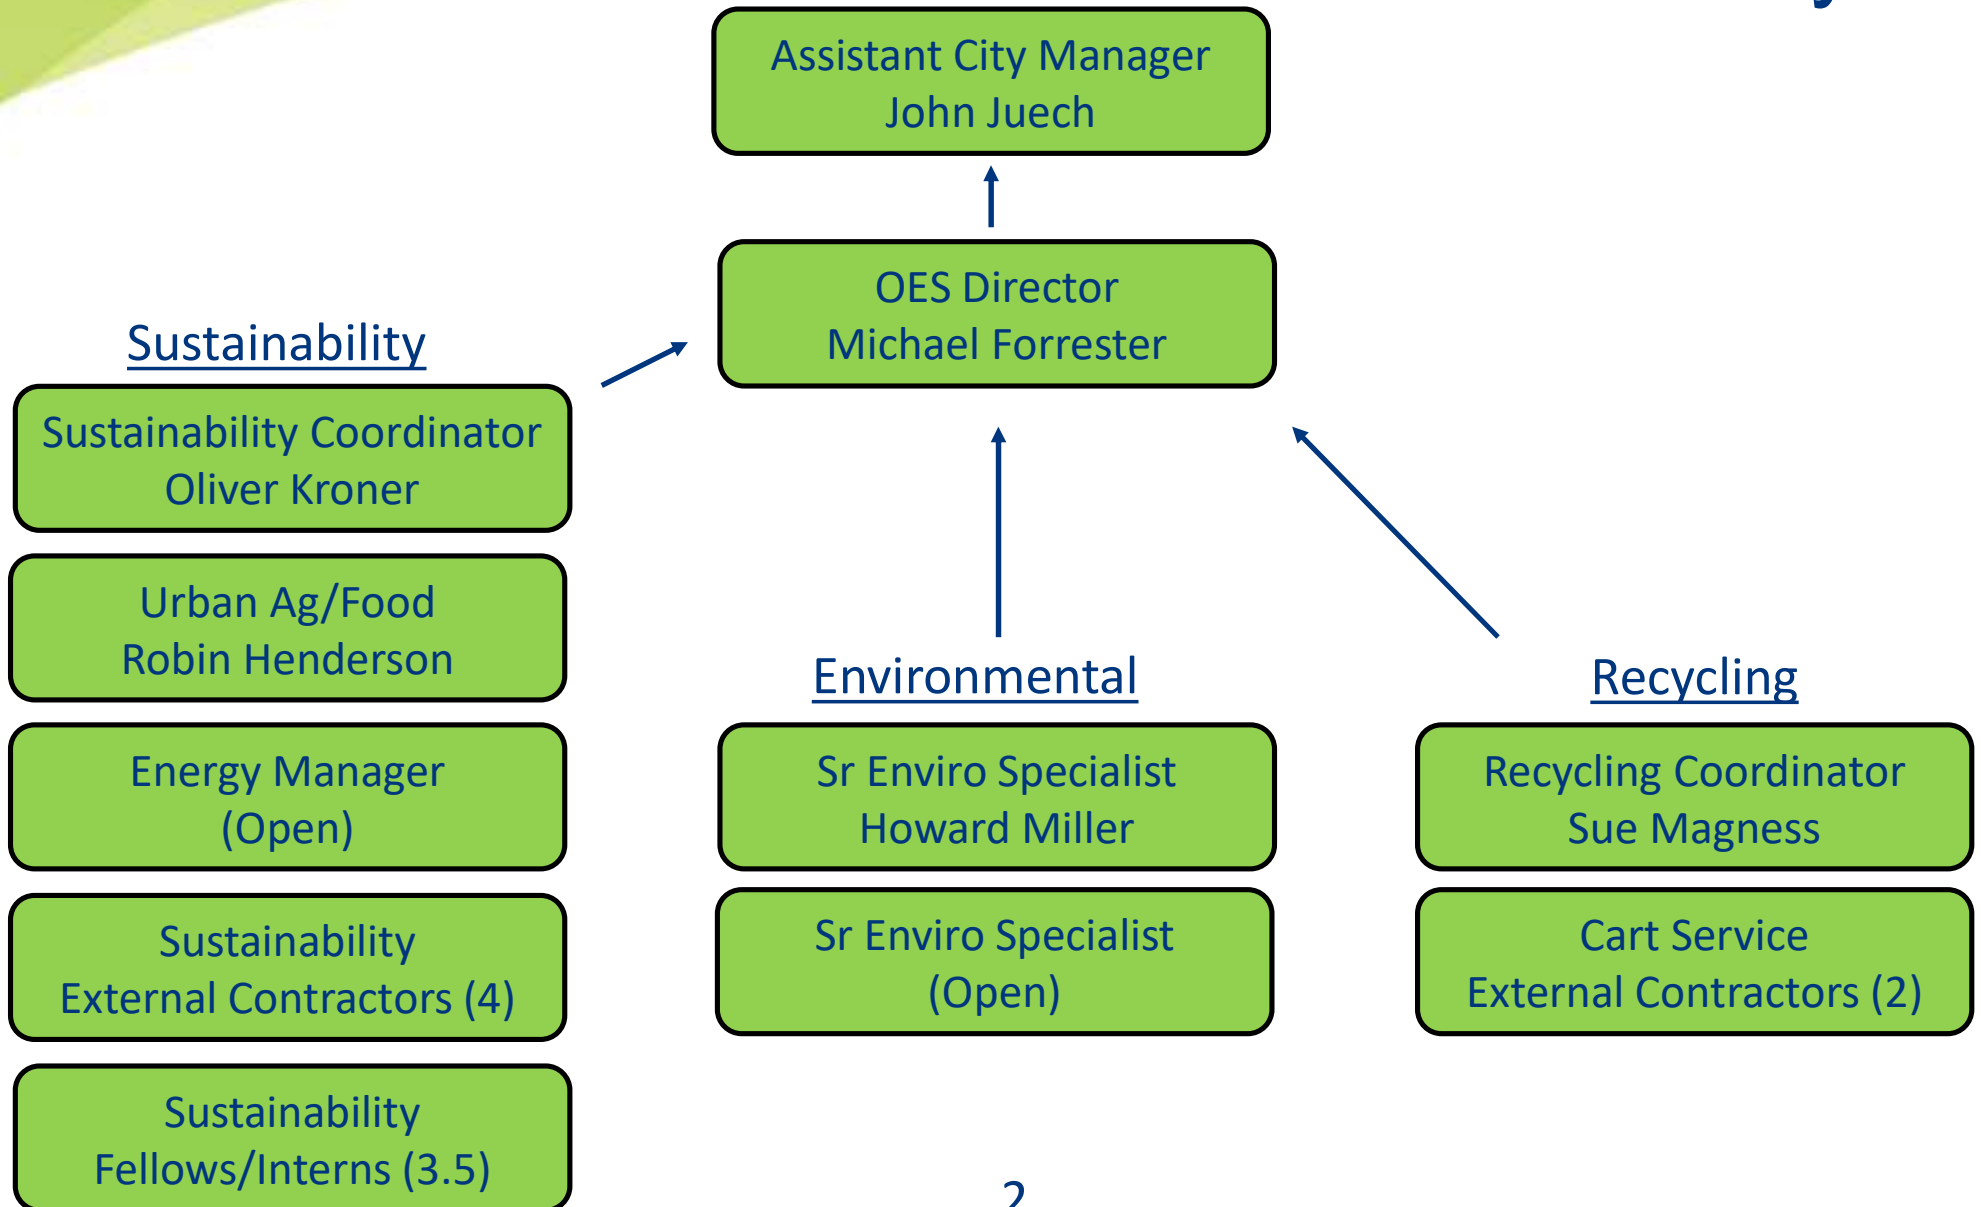 Assistant City Manager
John Juech
OES Director
Michael Forrester
Sustainability
Sustainability Coordinator
Oliver Kroner
Urban Ag/Food
Robin Henderson
Energy Manager
(Open)
Sustainability
External Contractors (4)
Sustainability
Fellows/Interns (3.5)
Environmental
Sr Enviro Specialist
Howard Miller
Sr Enviro Specialist
(Open)
Recycling
Recycling Coordinator
Sue Magness
Cart Service
External Contractors (2)
2